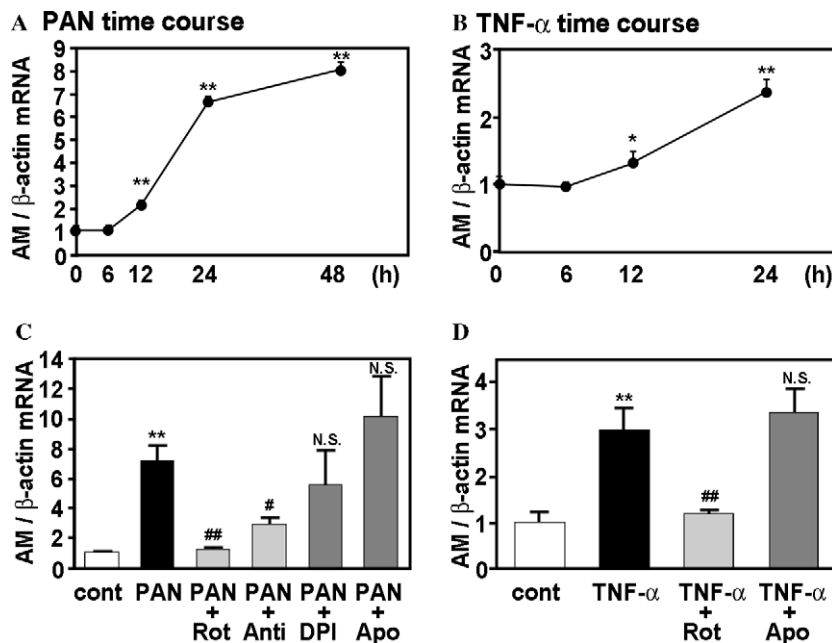 A PAN time course
AM / β-actin mRNA
9
8
7
6
5
4
3
2
1
0
** ** **
0 6 12 24 48 (h)
B TNF-α time course
AM / β-actin mRNA
3
2
1
0
* **
0 6 12 24 (h)
C
AM / β-actin mRNA
14
12
10
8
6
4
2
0
** ## # N.S. N.S.
cont PAN PAN PAN PAN PAN
+ + + +
Rot Anti DPI Apo
D
AM / β-actin mRNA
4
3
2
1
0
** ## N.S.
cont TNF-α TNF-α TNF-α
+ +
Rot Apo